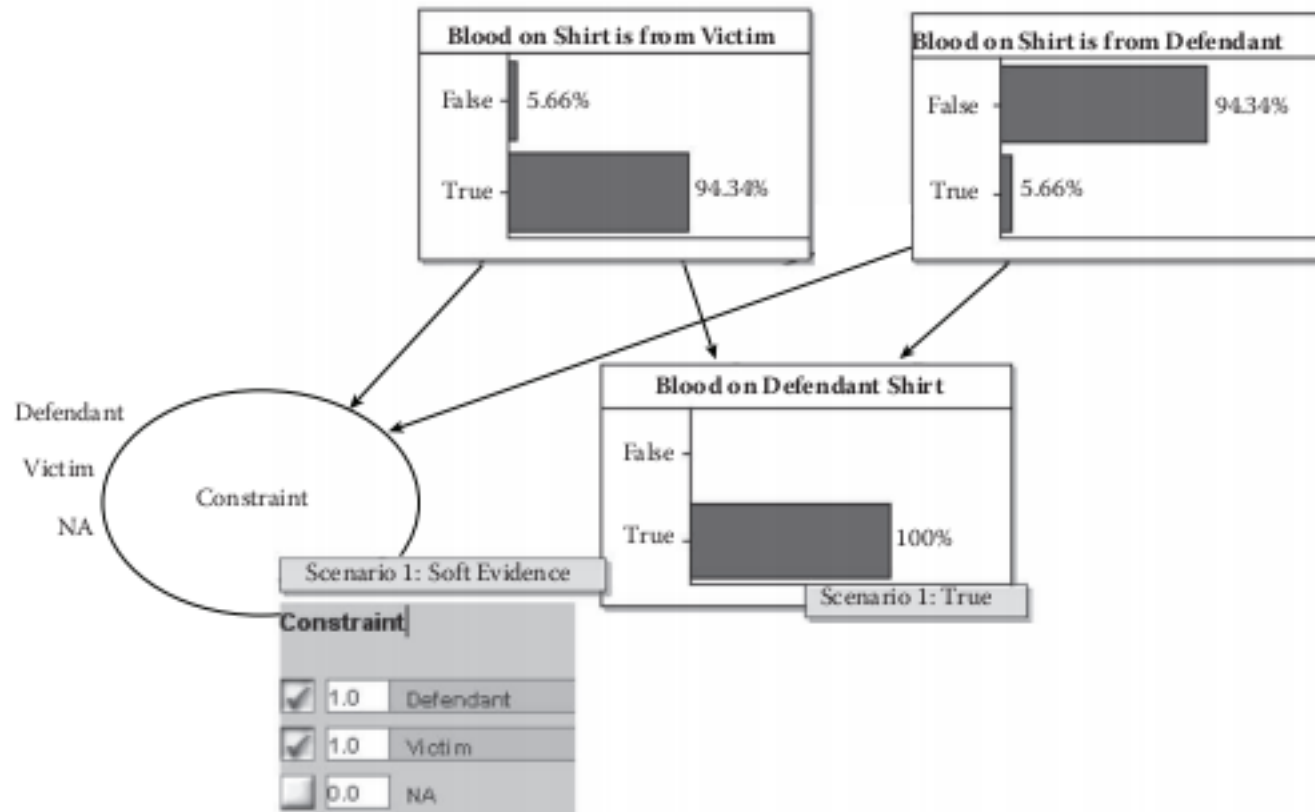 Blood on Shirt is from Victim
False
5.66%
True
94.34%
Blood on Shirt is from Defendant
False
94.34%
True
5.66%
Defendant
Victim
NA
Constraint
Scenario 1: Soft Evidence
Blood on Defendant Shirt
False
True
100%
Scenario 1: True
Constraint
1.0 Defendant
1.0 Victim
0.0 NA